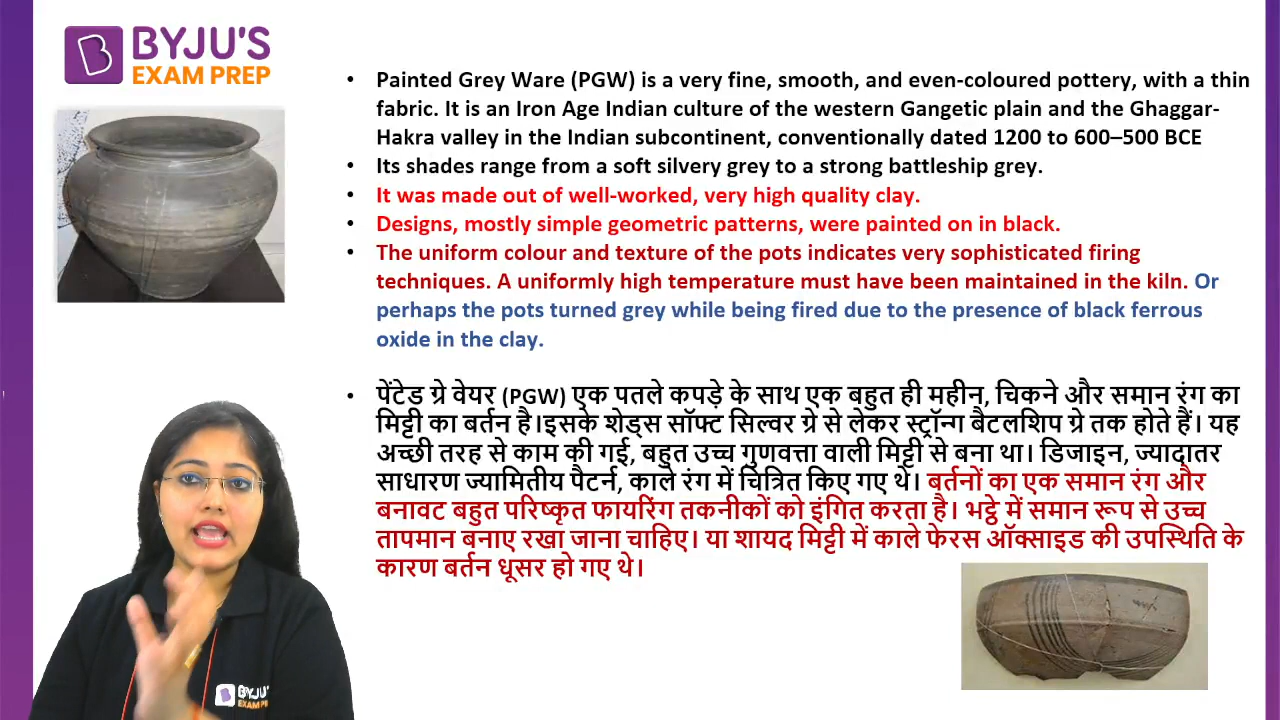 BYJU'S
EXAM PREP
• Painted Grey Ware (PGW) is a very fine, smooth, and even-coloured pottery, with a thin
fabric. It is an Iron Age Indian culture of the western Gangetic plain and the Ghaggar-
Hakra valley in the Indian subcontinent, conventionally dated 1200 to 600–500 BCE
• Its shades range from a soft silvery grey to a strong battleship grey.
• It was made out of well-worked, very high quality clay.
• Designs, mostly simple geometric patterns, were painted on in black.
• The uniform colour and texture of the pots indicates very sophisticated firing
techniques. A uniformly high temperature must have been maintained in the kiln. Or
perhaps the pots turned grey while being fired due to the presence of black ferrous
oxide in the clay.
• पेंटेड ग्रे वेयर (PGW) एक पतले कपड़े के साथ एक बहुत ही महीन, चिकने और समान रंग का
मिट्टी का बर्तन है।इसके शेड्स सॉफ्ट सिल्वर ग्रे से लेकर स्ट्रॉन्ग बैटलशिप ग्रे तक होते हैं। यह
अच्छी तरह से काम की गई, बहुत उच्च गुणवत्ता वाली मिट्टी से बना था। डिजाइन, ज्यादातर
साधारण ज्यामितीय पैटर्न, काले रंग में चित्रित किए गए थे। बर्तनों का एक समान रंग और
बनावट बहुत परिष्कृत फायरिंग तकनीकों को इंगित करता है। भट्ठे में समान रूप से उच्च
तापमान बनाए रखा जाना चाहिए। या शायद मिट्टी में काले फेरस ऑक्साइड की उपस्थिति के
कारण बर्तन धूसर हो गए थे।
BYJU'S
EXAM PRE